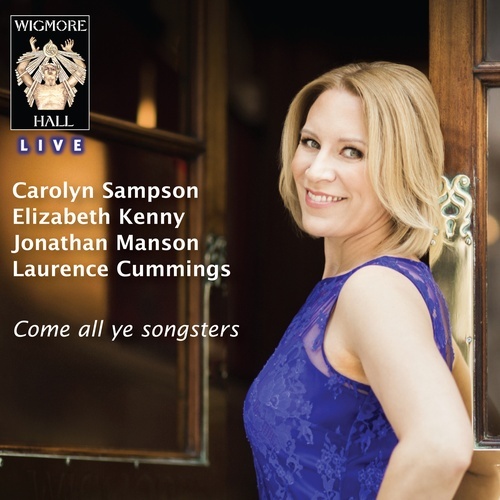 WIGMORE
HALL
LIVE
Carolyn Sampson
Elizabeth Kenny
Jonathan Manson
Laurence Cummings
Come all ye songsters